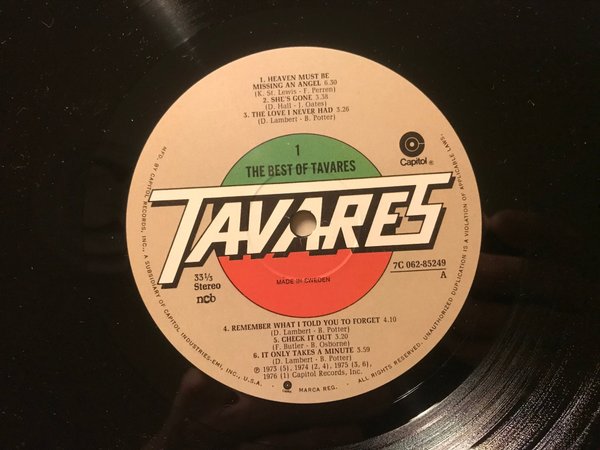 1. HEAVEN MUST BE
MISSING AN ANGEL 6.30
(K. St. Lewis - F. Perren)
2. SHE'S GONE 3.38
(D. Hall - J. Oates)
3. THE LOVE I NEVER HAD 3.26
(D. Lambert - B. Potter)
Capitol ®
1
THE BEST OF TAVARES
TAVARES
33⅓
Stereo
ncb
MADE IN SWEDEN
7C 062-85249
A
4. REMEMBER WHAT I TOLD YOU TO FORGET 4.10
(D. Lambert - B. Potter)
5. CHECK IT OUT 3.20
(F. Butler - B. Osborne)
6. IT ONLY TAKES A MINUTE 3.59
(D. Lambert - B. Potter)
Ⓟ 1973 (5), 1974 (2, 4), 1975 (3, 6),
1976 (1) Capitol Records, Inc.
MFD. BY CAPITOL RECORDS, INC., A SUBSIDIARY OF CAPITOL INDUSTRIES-EMI, INC., U.S.A. · Capitol MARCA REG. · ALL RIGHTS RESERVED. UNAUTHORIZED DUPLICATION IS A VIOLATION OF APPLICABLE LAWS.